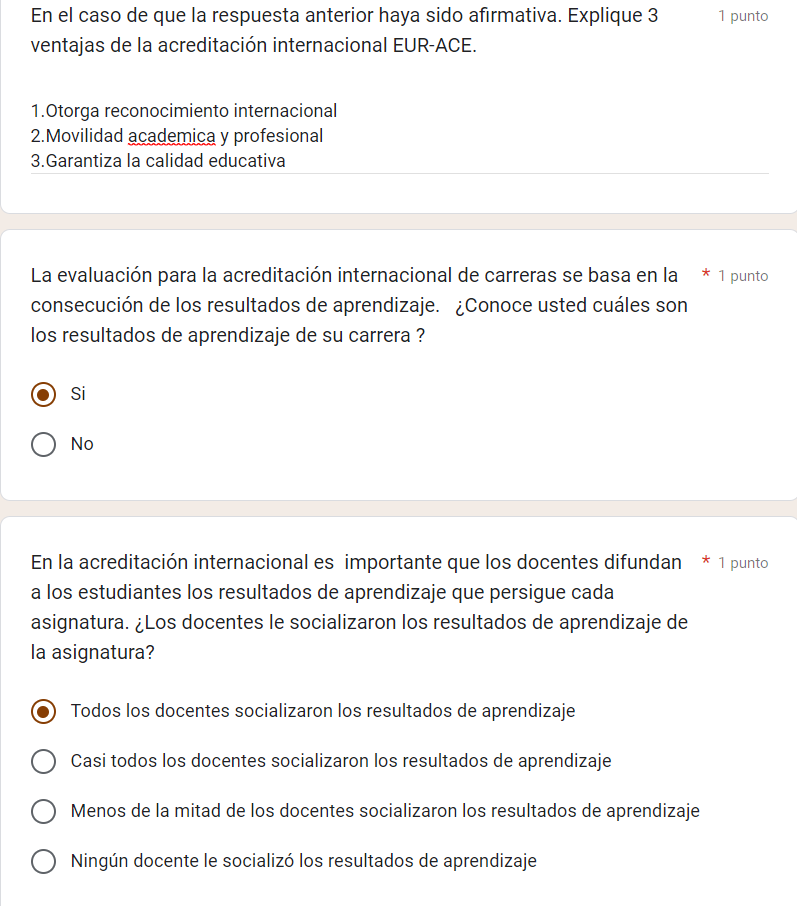 En el caso de que la respuesta anterior haya sido afirmativa. Explique 3
1 punto
ventajas de la acreditación internacional EUR-ACE.
1.Otorga reconocimiento internacional
2.Movilidad academica y profesional
3.Garantiza la calidad educativa
La evaluación para la acreditación internacional de carreras se basa en la
* 1 punto
consecución de los resultados de aprendizaje. ¿Conoce usted cuáles son
los resultados de aprendizaje de su carrera ?
Si
No
En la acreditación internacional es importante que los docentes difundan
* 1 punto
a los estudiantes los resultados de aprendizaje que persigue cada
asignatura. ¿Los docentes le socializaron los resultados de aprendizaje de
la asignatura?
Todos los docentes socializaron los resultados de aprendizaje
Casi todos los docentes socializaron los resultados de aprendizaje
Menos de la mitad de los docentes socializaron los resultados de aprendizaje
Ningún docente le socializó los resultados de aprendizaje